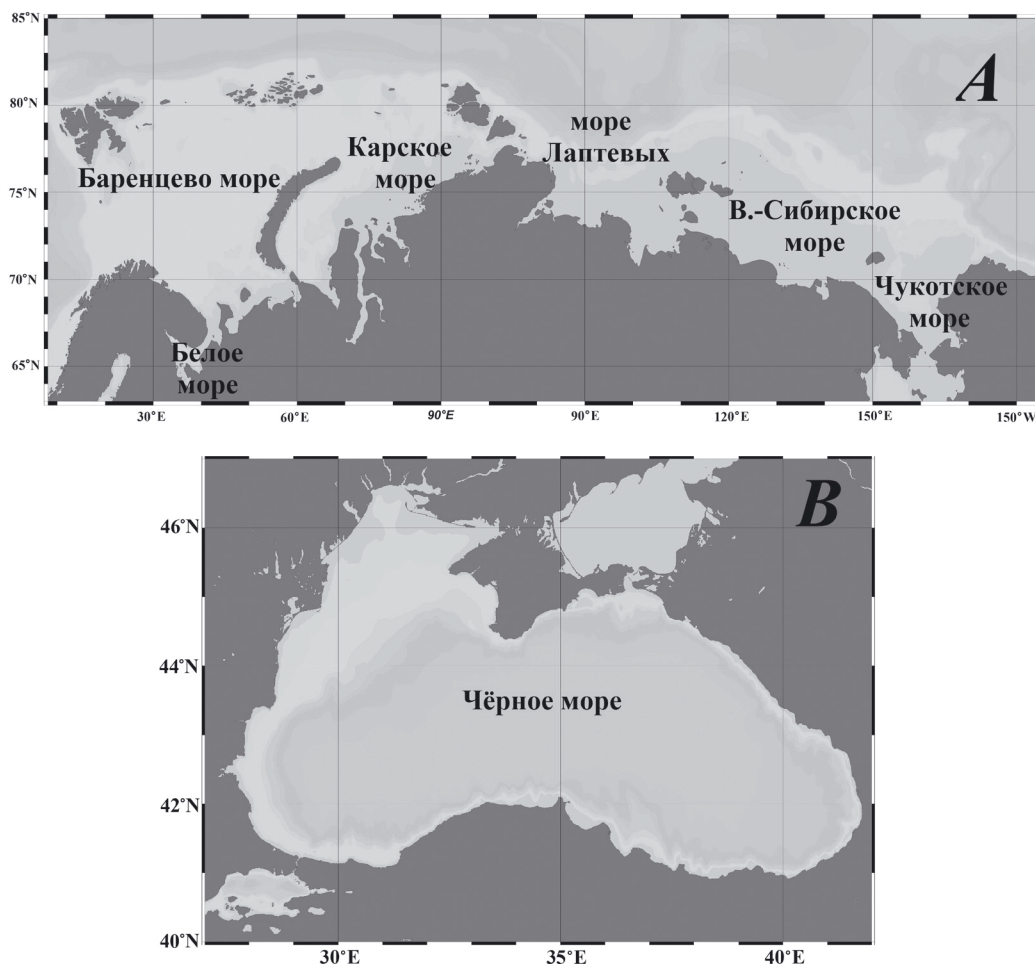 85°N
A
80°N
море
Лаптевых
Карское
море
Баренцево море
75°N
В.-Сибирское
море
70°N
Чукотское
море
65°N
Белое
море
30°E 60°E 90°E 90°E 120°E 150°E 150°W
B
46°N
44°N
Чёрное море
42°N
40°N
30°E 35°E 40°E